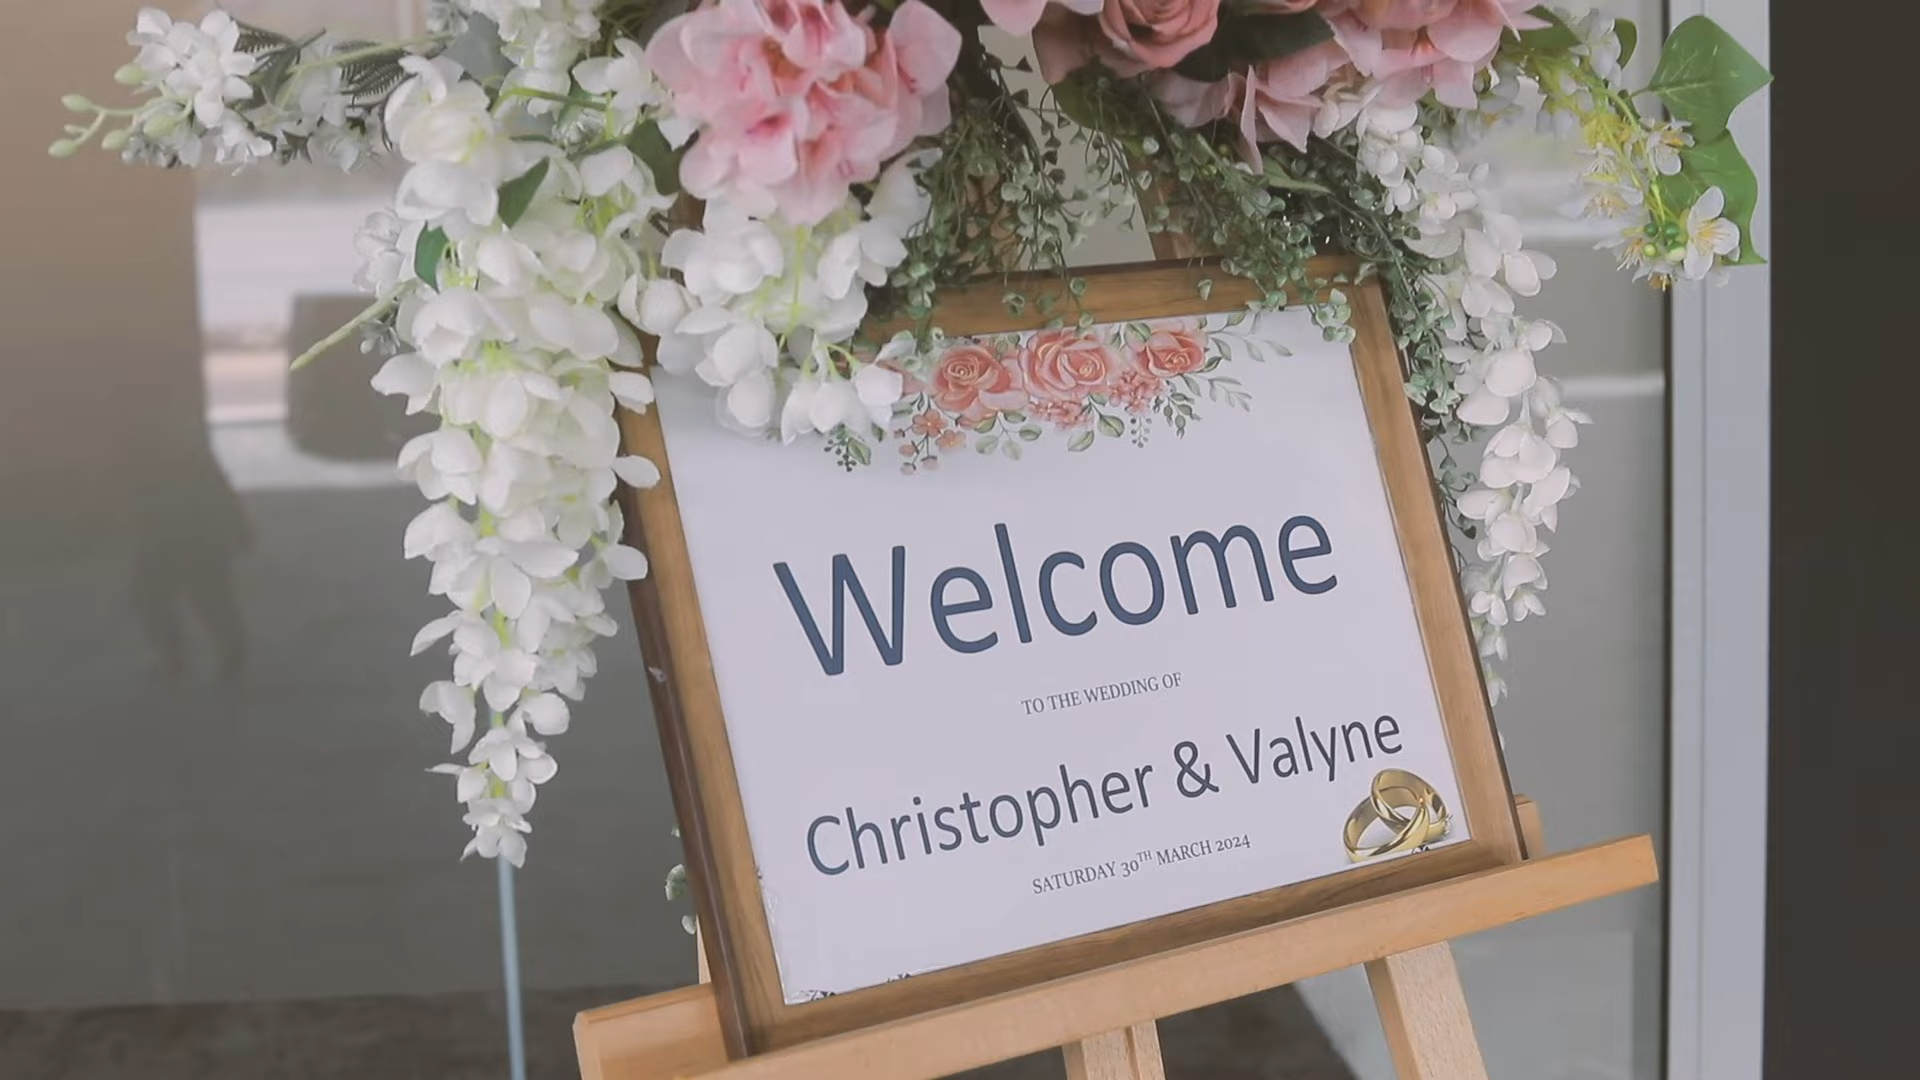 Welcome
TO THE WEDDING OF
Christopher & Valyne
SATURDAY 30TH MARCH 2024